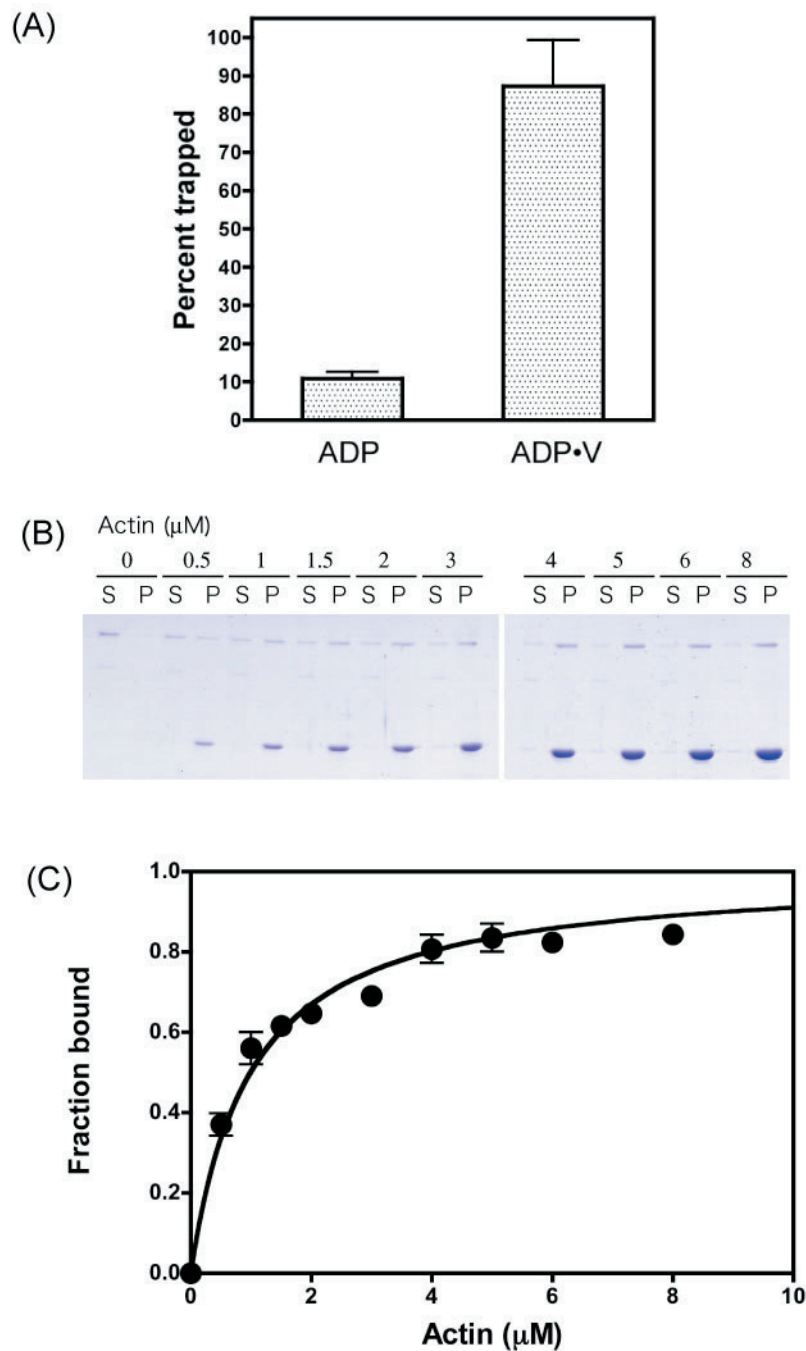 (A)
100
90
80
70
60
50
40
30
20
10
0
Percent trapped
ADP
ADP•V
(B)
Actin (μM)
0 0.5 1 1.5 2 3 4 5 6 8
S P S P S P S P S P S P S P S P S P S P
(C)
1.0
0.8
0.6
0.4
0.2
0.0
Fraction bound
0 2 4 6 8 10
Actin (μM)